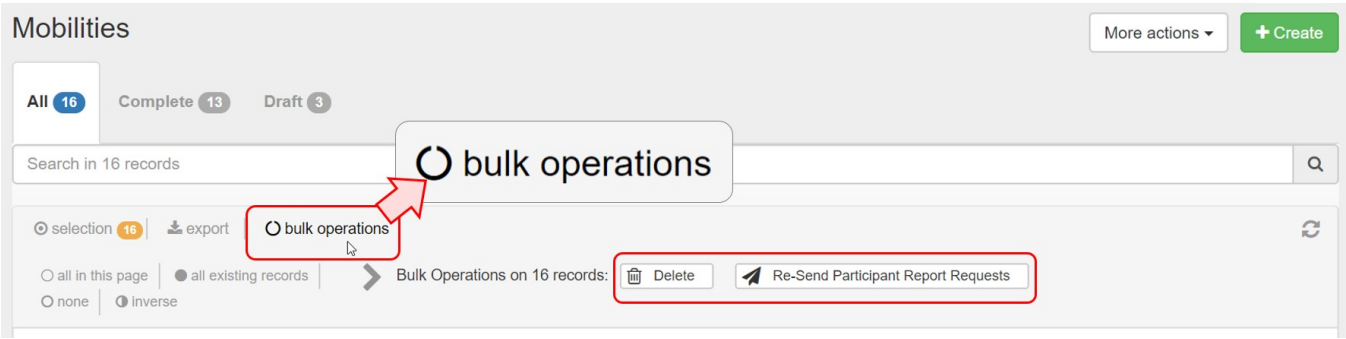 Mobilities
More actions
+ Create
All 16
Complete 13
Draft 3
Search in 16 records
bulk operations
selection 16
export
bulk operations
all in this page
all existing records
Bulk Operations on 16 records:
Delete
Re-Send Participant Report Requests
none
inverse